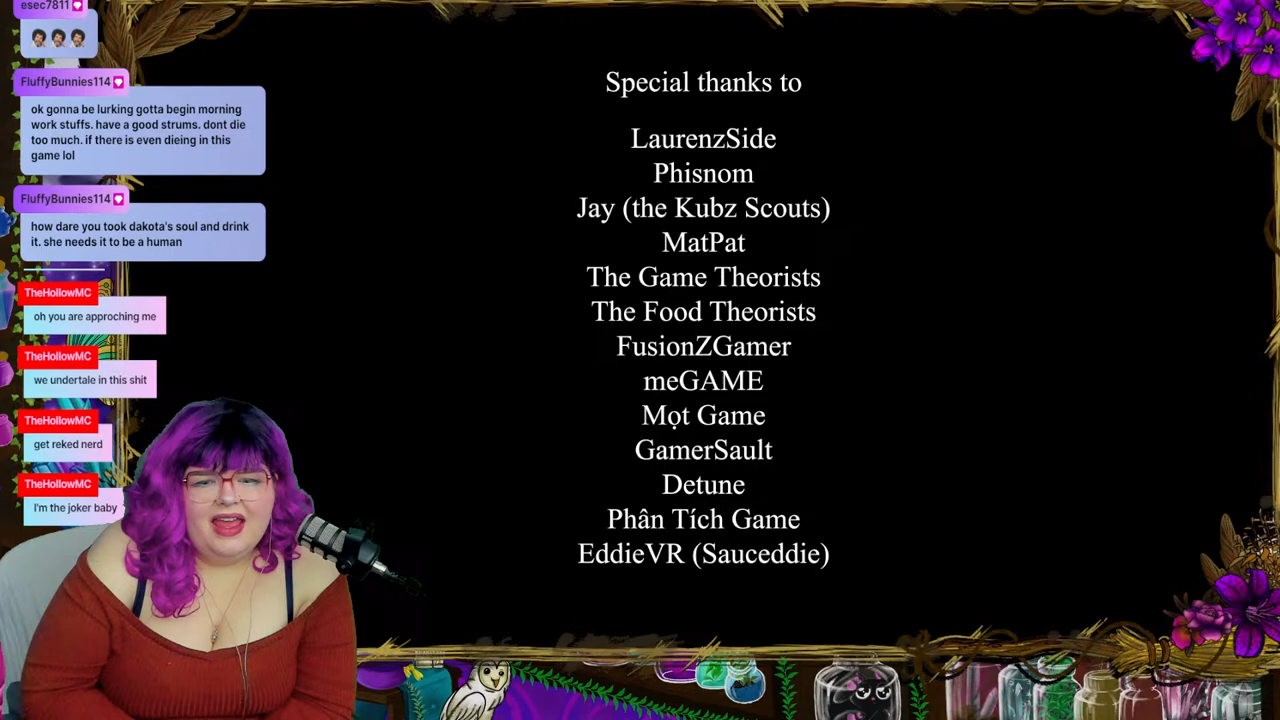 esec7811
FluffyBunnies114
ok gonna be lurking gotta begin morning
work stuffs. have a good strums. dont die
too much. if there is even dieing in this
game lol
FluffyBunnies114
how dare you took dakota's soul and drink
it. she needs it to be a human
TheHollowMC
oh you are approching me
TheHollowMC
we undertale in this shit
TheHollowMC
get reked nerd
TheHollowMC
I'm the joker baby
Special thanks to
LaurenzSide
Phisnom
Jay (the Kubz Scouts)
MatPat
The Game Theorists
The Food Theorists
FusionZGamer
meGAME
Mọt Game
GamerSault
Detune
Phân Tích Game
EddieVR (Sauceddie)